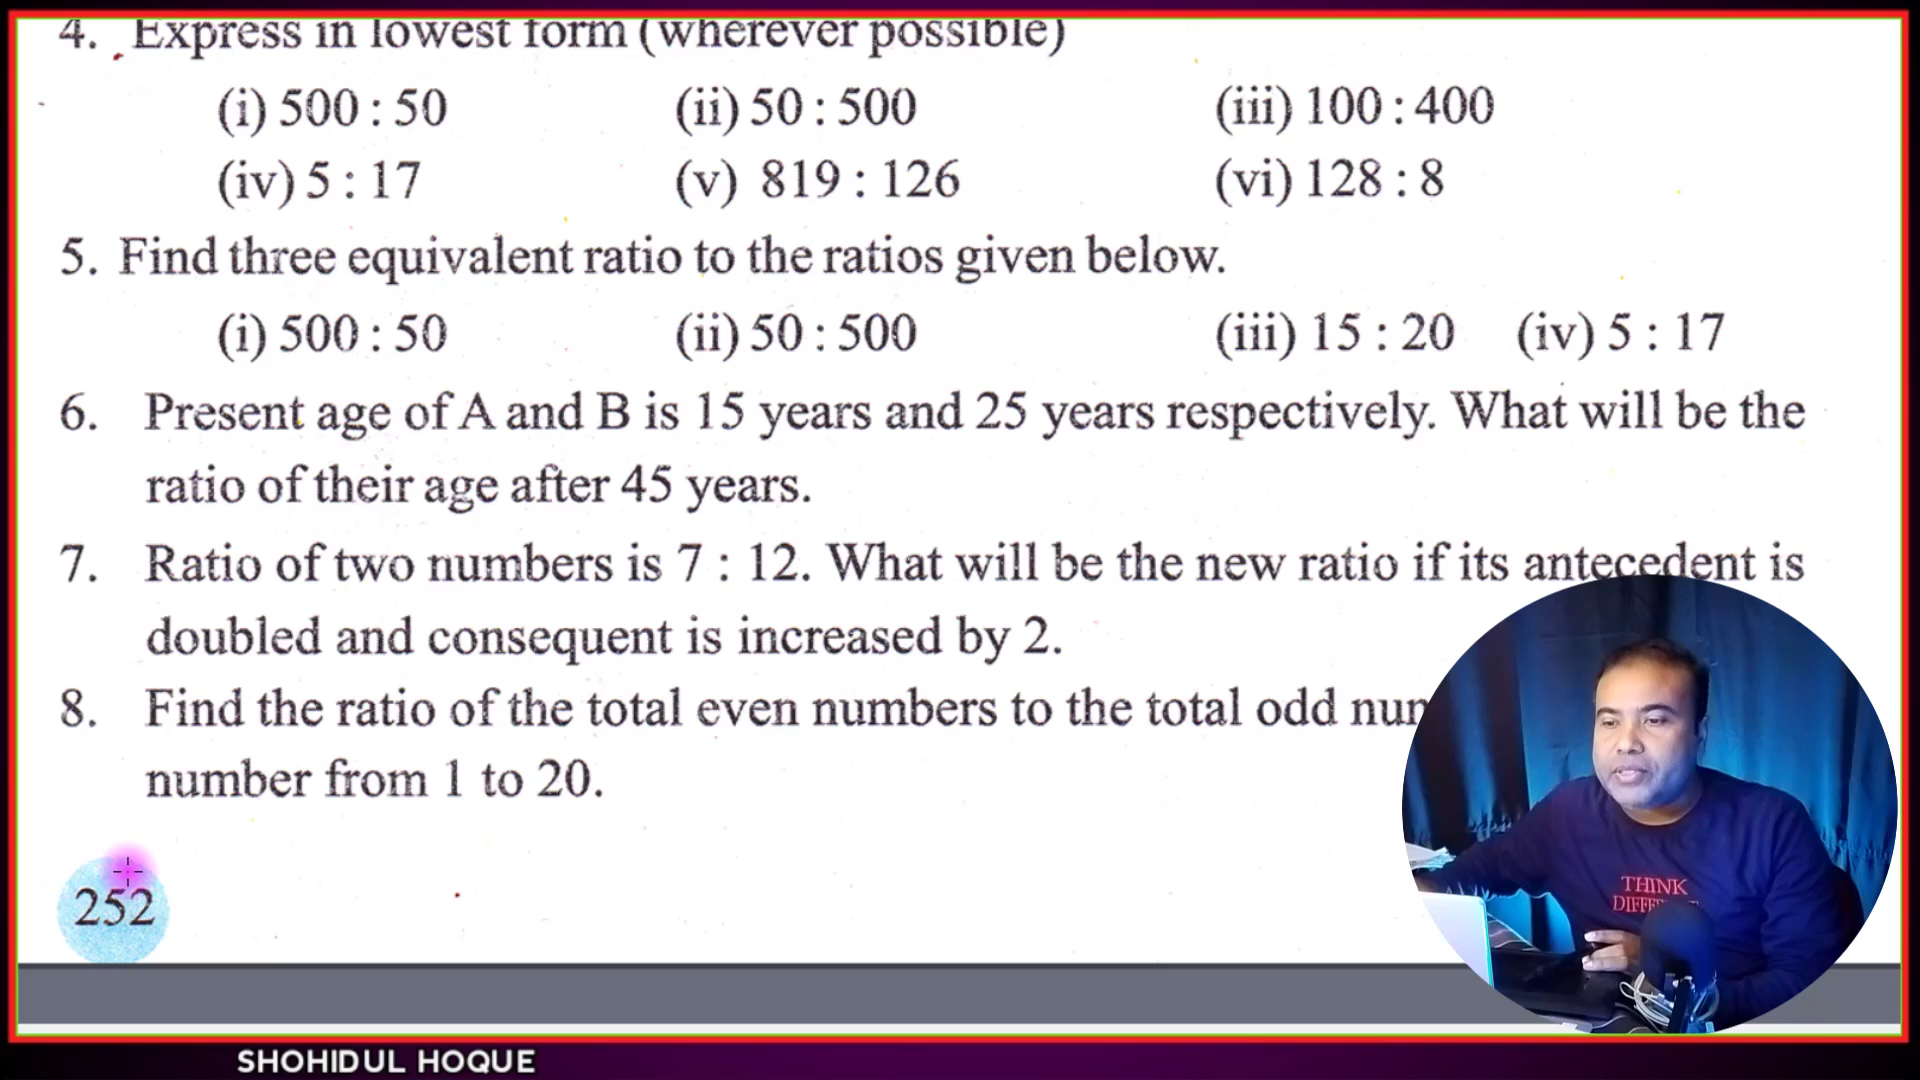 4. Express in lowest form (wherever possible)
(i) 500 : 50 (ii) 50 : 500 (iii) 100 : 400
(iv) 5 : 17 (v) 819 : 126 (vi) 128 : 8
5. Find three equivalent ratio to the ratios given below.
(i) 500 : 50 (ii) 50 : 500 (iii) 15 : 20 (iv) 5 : 17
6. Present age of A and B is 15 years and 25 years respectively. What will be the
ratio of their age after 45 years.
7. Ratio of two numbers is 7 : 12. What will be the new ratio if its antecedent is
doubled and consequent is increased by 2.
8. Find the ratio of the total even numbers to the total odd
number from 1 to 20.
252
THINK
SHOHIDUL HOQUE